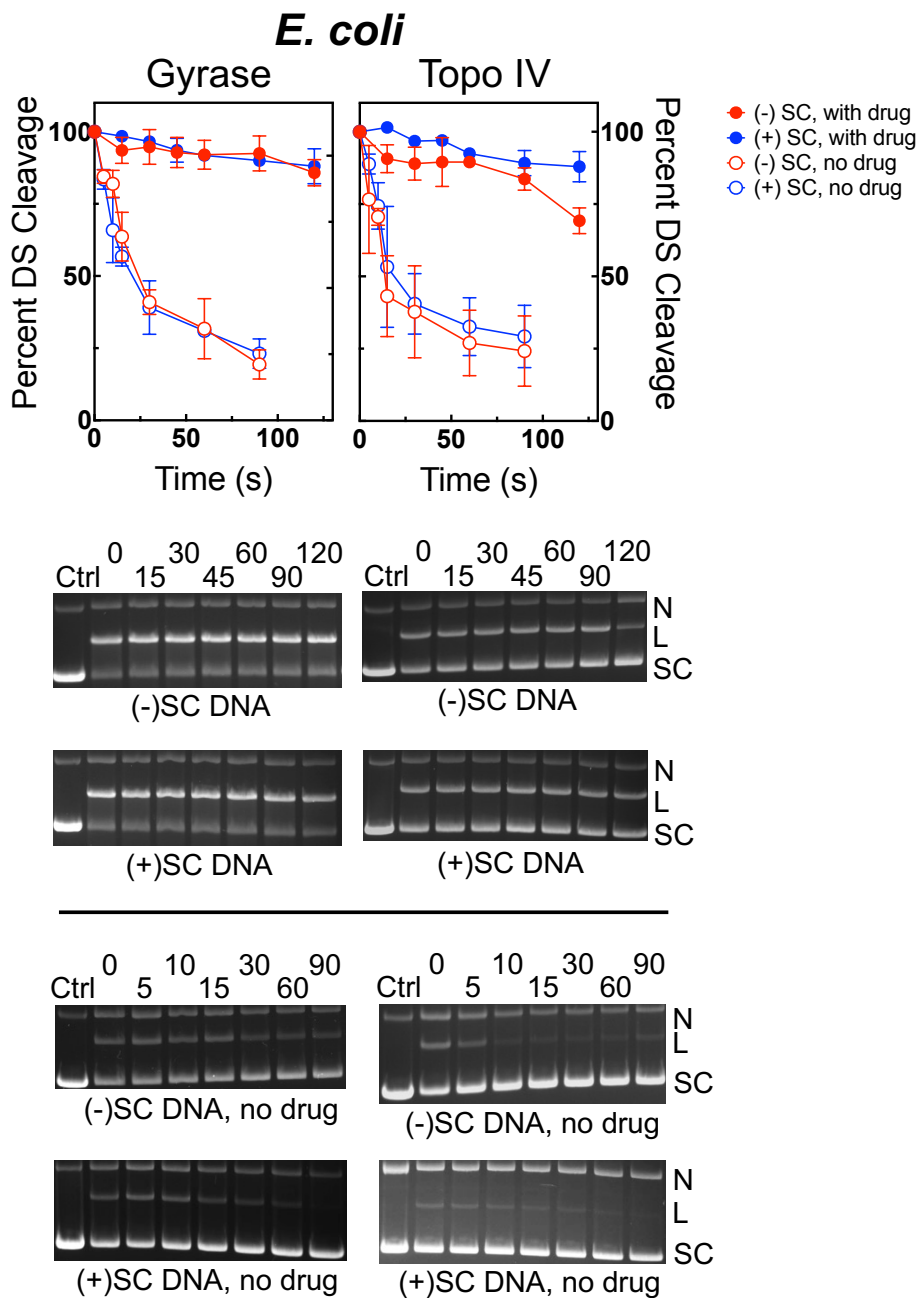 E. coli
Gyrase
Topo IV
Percent DS Cleavage
100
50
0
0 50 100
Time (s)
0 50 100
Time (s)
100
50
0
Percent DS Cleavage
(-) SC, with drug
(+) SC, with drug
(-) SC, no drug
(+) SC, no drug
0 30 60 120
Ctrl 15 45 90
(-)SC DNA
0 30 60 120
Ctrl 15 45 90
N
L
SC
(-)SC DNA
(+)SC DNA
N
L
SC
(+)SC DNA
0 10 30 90
Ctrl 5 15 60
(-)SC DNA, no drug
0 10 30 90
Ctrl 5 15 60
N
L
SC
(-)SC DNA, no drug
(+)SC DNA, no drug
N
L
SC
(+)SC DNA, no drug